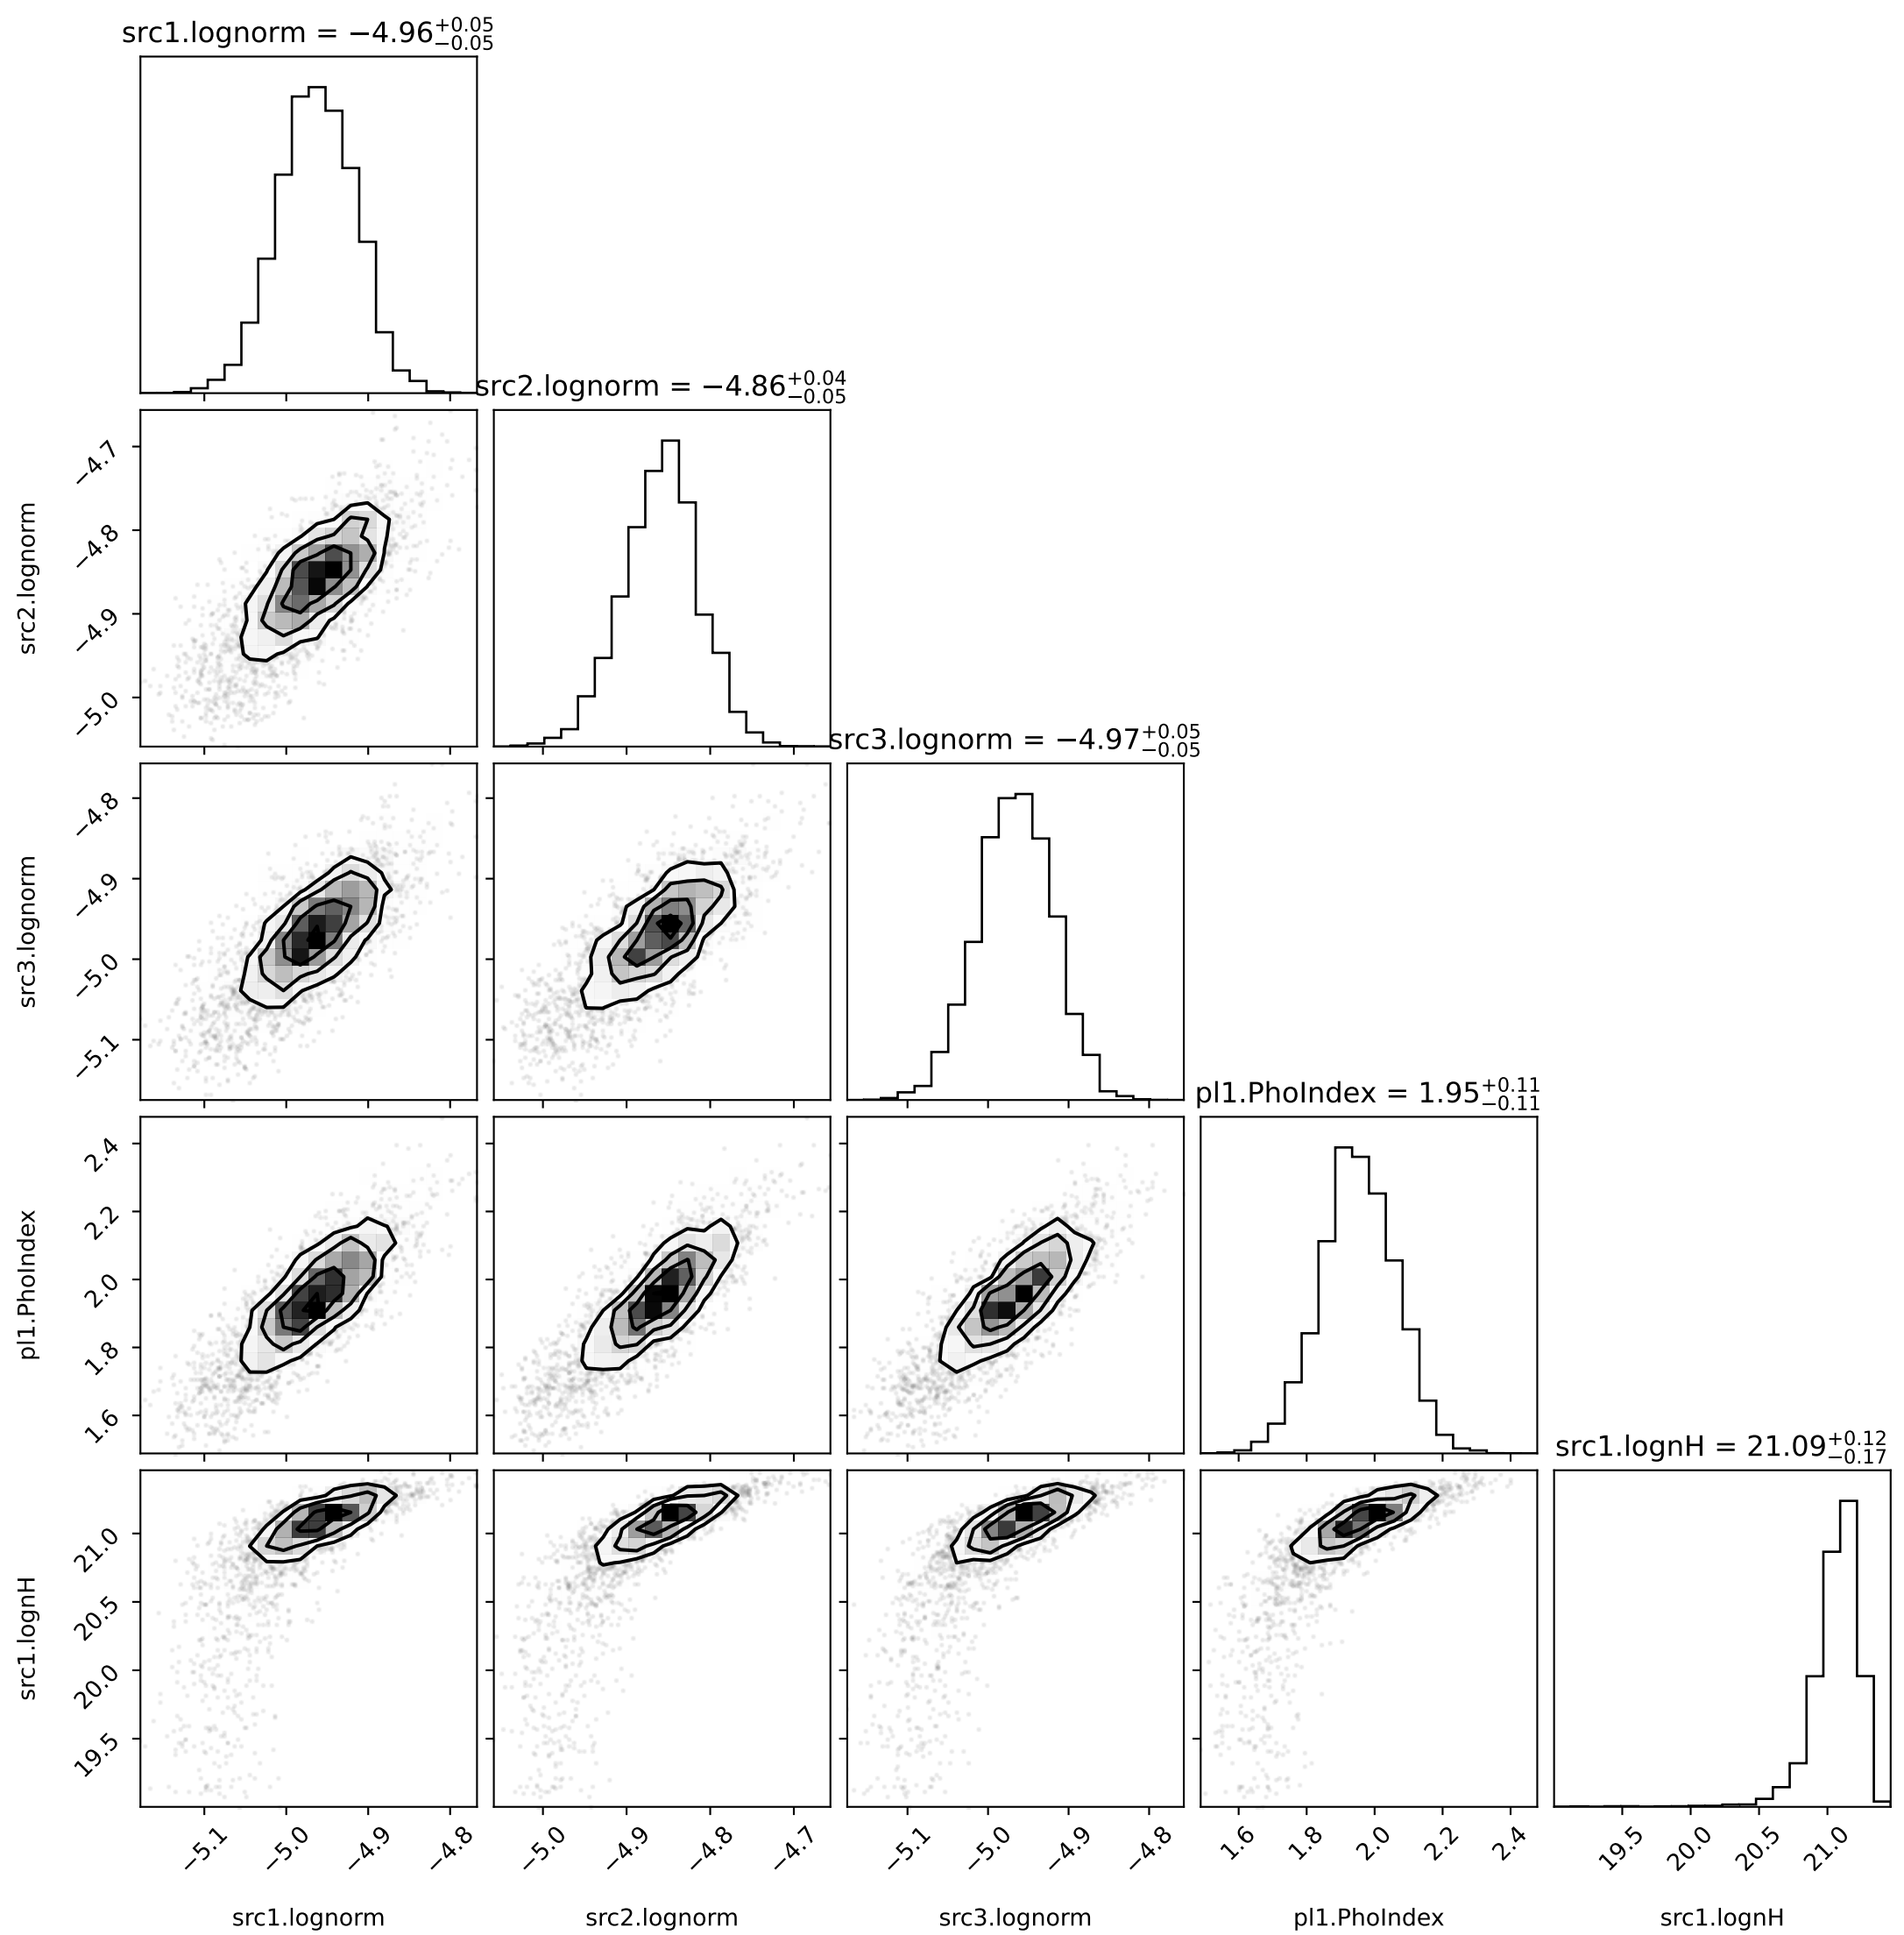 src1.lognorm = −4.96+0.05 −0.05
src2.lognorm = −4.86+0.04 −0.05
−4.7
−4.8
−4.9
−5.0
src2.lognorm
src3.lognorm = −4.97+0.05 −0.05
−4.8
−4.9
−5.0
−5.1
src3.lognorm
pl1.PhoIndex = 1.95+0.11 −0.11
2.4
2.2
2.0
1.8
1.6
pl1.PhoIndex
src1.lognH = 21.09+0.12 −0.17
21.0
20.5
20.0
19.5
src1.lognH
−5.1 −5.0 −4.9 −4.8 −5.0 −4.9 −4.8 −4.7 −5.1 −5.0 −4.9 −4.8 1.6 1.8 2.0 2.2 2.4 19.5 20.0 20.5 21.0
src1.lognorm src2.lognorm src3.lognorm pl1.PhoIndex src1.lognH